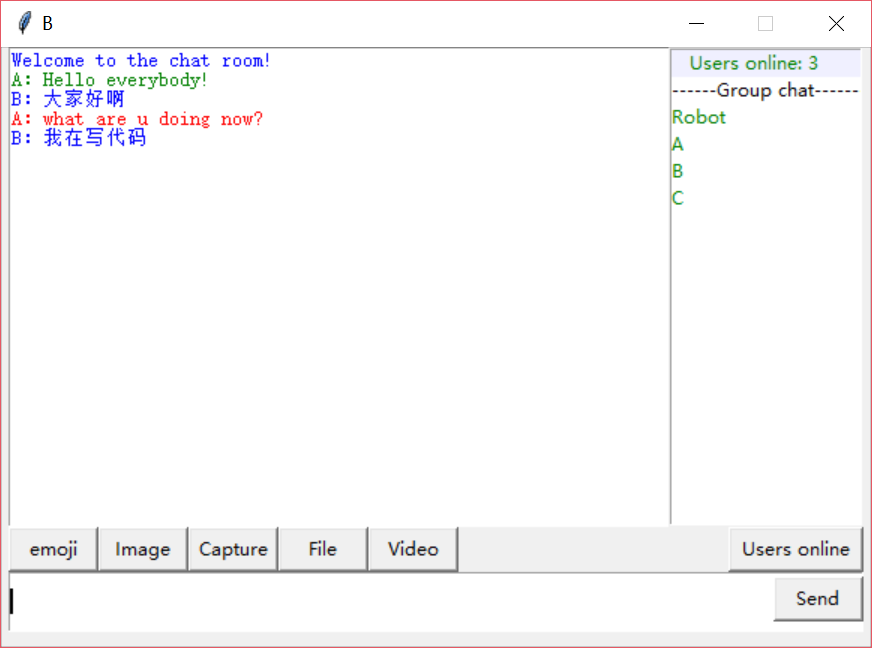 B
Welcome to the chat room!
A: Hello everybody!
B: 大家好啊
A: what are u doing now?
B: 我在写代码
Users online: 3
------Group chat------
Robot
A
B
C
emoji
Image
Capture
File
Video
Users online
Send